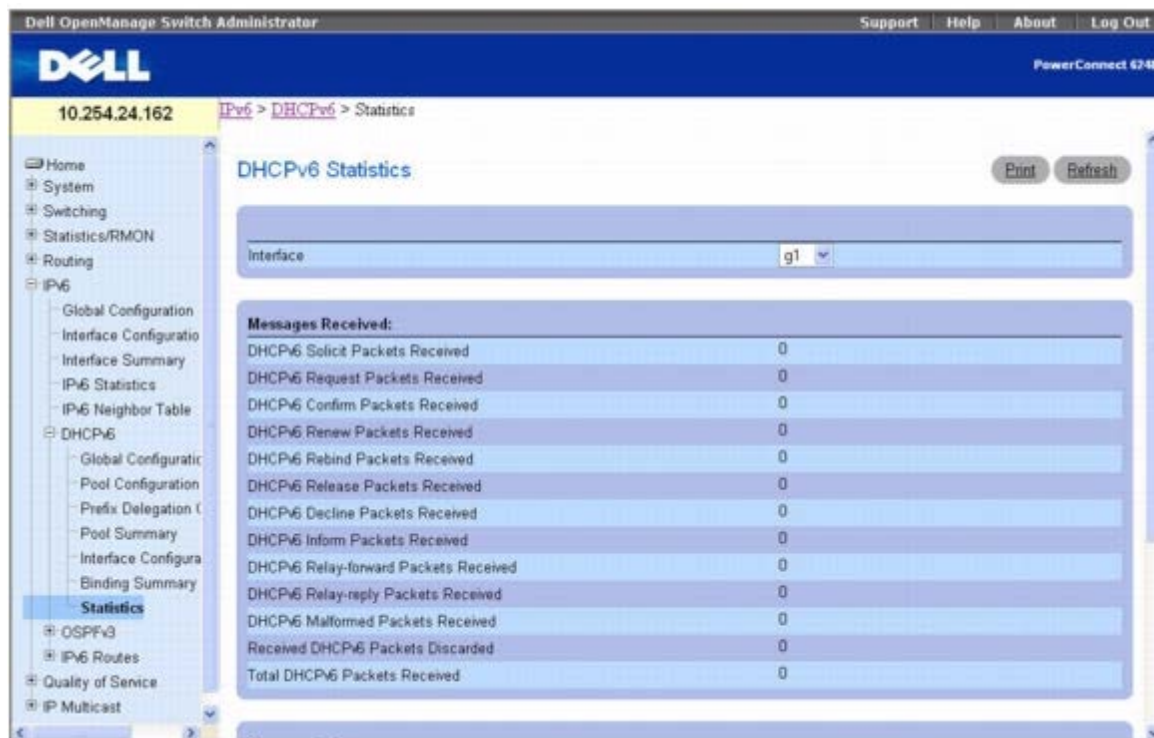 Dell OpenManage Switch Administrator Support Help About Log Out
DELL
PowerConnect 624
10.254.24.162
IPv6 > DHCPv6 > Statistics
Home
System
Switching
Statistics/RMON
Routing
IPv6
Global Configuration
Interface Configuratio
Interface Summary
IPv6 Statistics
IPv6 Neighbor Table
DHCPv6
Global Configuratic
Pool Configuration
Prefix Delegation C
Pool Summary
Interface Configura
Binding Summary
Statistics
OSPFv3
IPv6 Routes
Quality of Service
IP Multicast
DHCPv6 Statistics
Print Refresh
Interface g1
Messages Received:
DHCPv6 Solicit Packets Received 0
DHCPv6 Request Packets Received 0
DHCPv6 Confirm Packets Received 0
DHCPv6 Renew Packets Received 0
DHCPv6 Rebind Packets Received 0
DHCPv6 Release Packets Received 0
DHCPv6 Decline Packets Received 0
DHCPv6 Inform Packets Received 0
DHCPv6 Relay-forward Packets Received 0
DHCPv6 Relay-reply Packets Received 0
DHCPv6 Malformed Packets Received 0
Received DHCPv6 Packets Discarded 0
Total DHCPv6 Packets Received 0